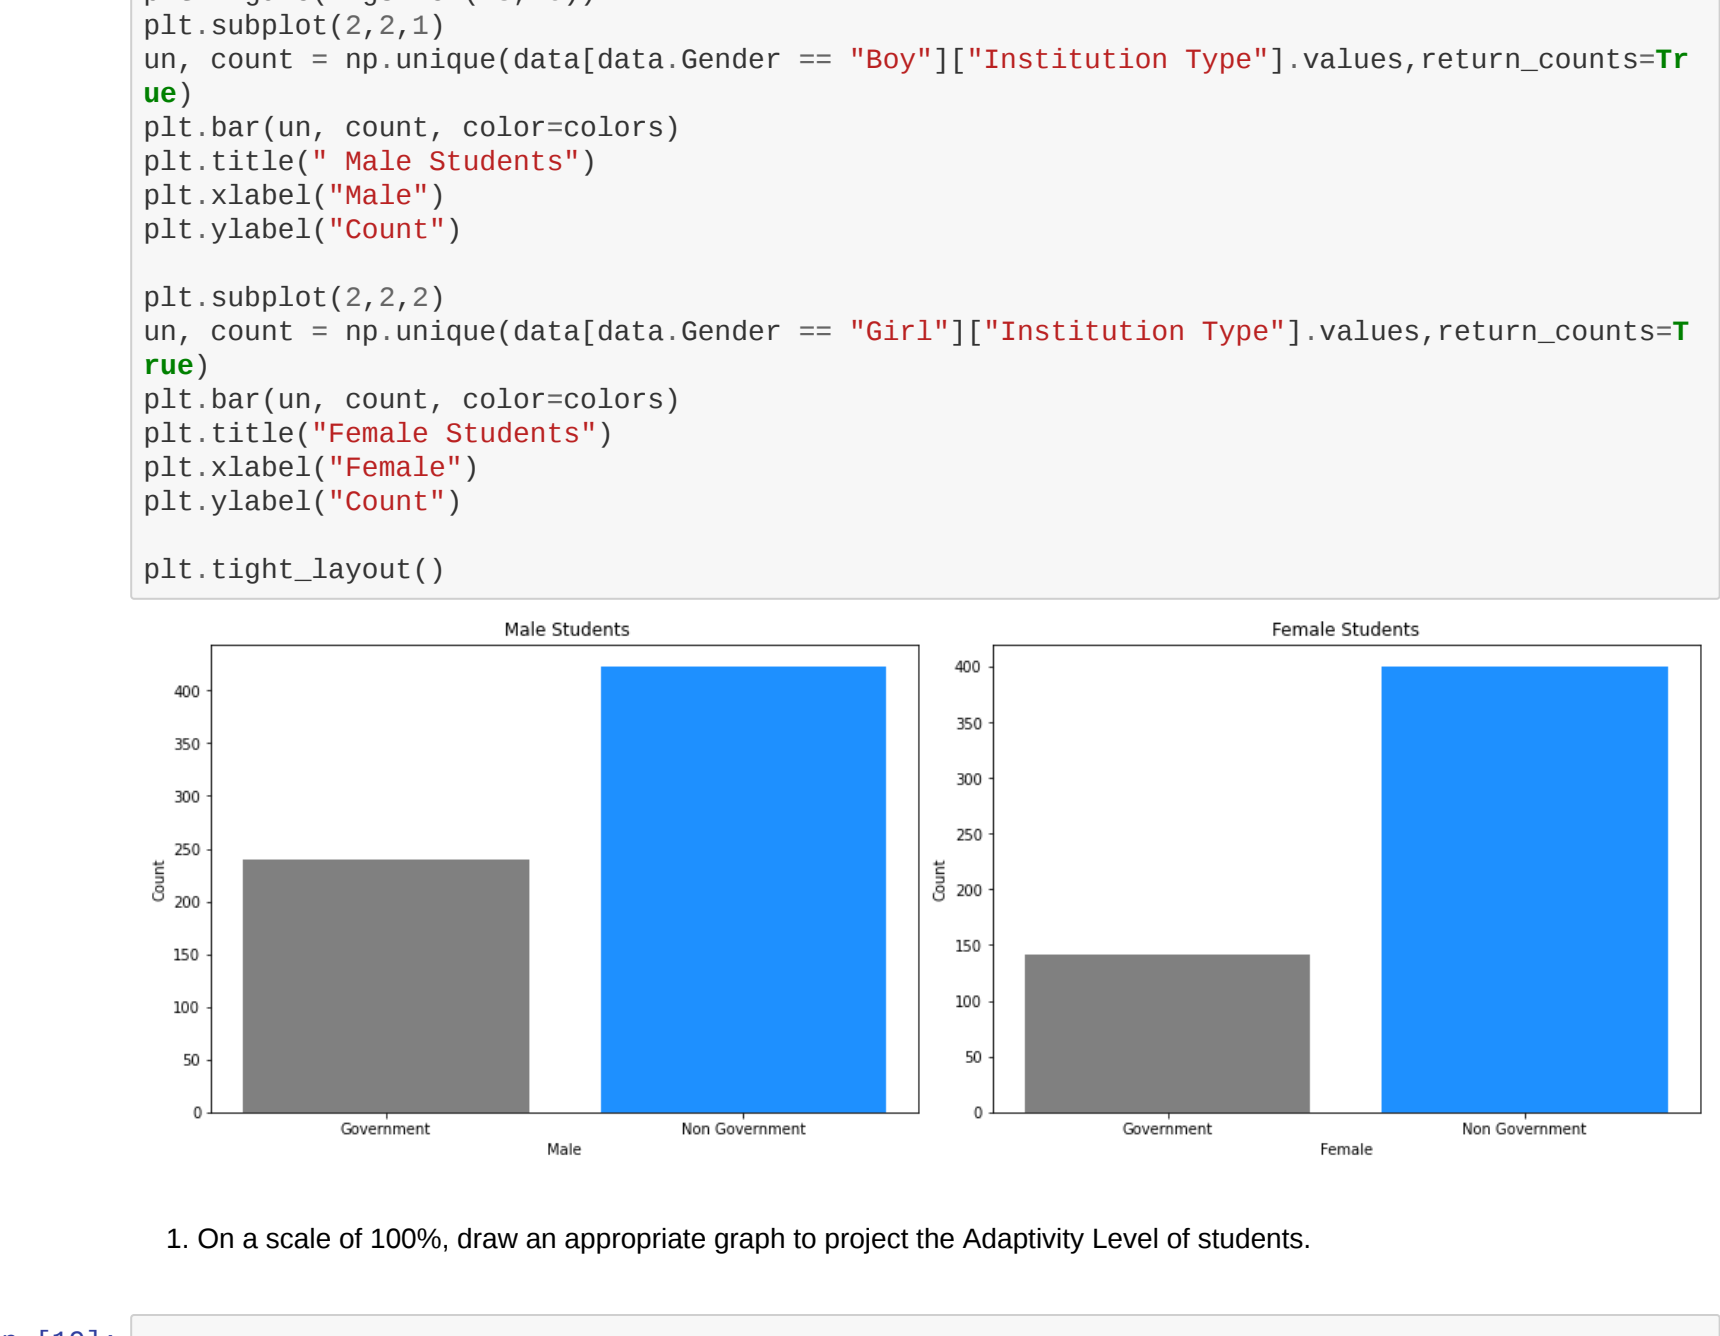 plt.subplot(2,2,1)
un, count = np.unique(data[data.Gender == "Boy"]["Institution Type"].values,return_counts=Tr
ue)
plt.bar(un, count, color=colors)
plt.title(" Male Students")
plt.xlabel("Male")
plt.ylabel("Count")
plt.subplot(2,2,2)
un, count = np.unique(data[data.Gender == "Girl"]["Institution Type"].values,return_counts=T
rue)
plt.bar(un, count, color=colors)
plt.title("Female Students")
plt.xlabel("Female")
plt.ylabel("Count")
plt.tight_layout()
Male Students
400
350
300
250
200
150
100
50
0
Count
Government Non Government
Male
Female Students
400
350
300
250
200
150
100
50
0
Count
Government Non Government
Female
1. On a scale of 100%, draw an appropriate graph to project the Adaptivity Level of students.